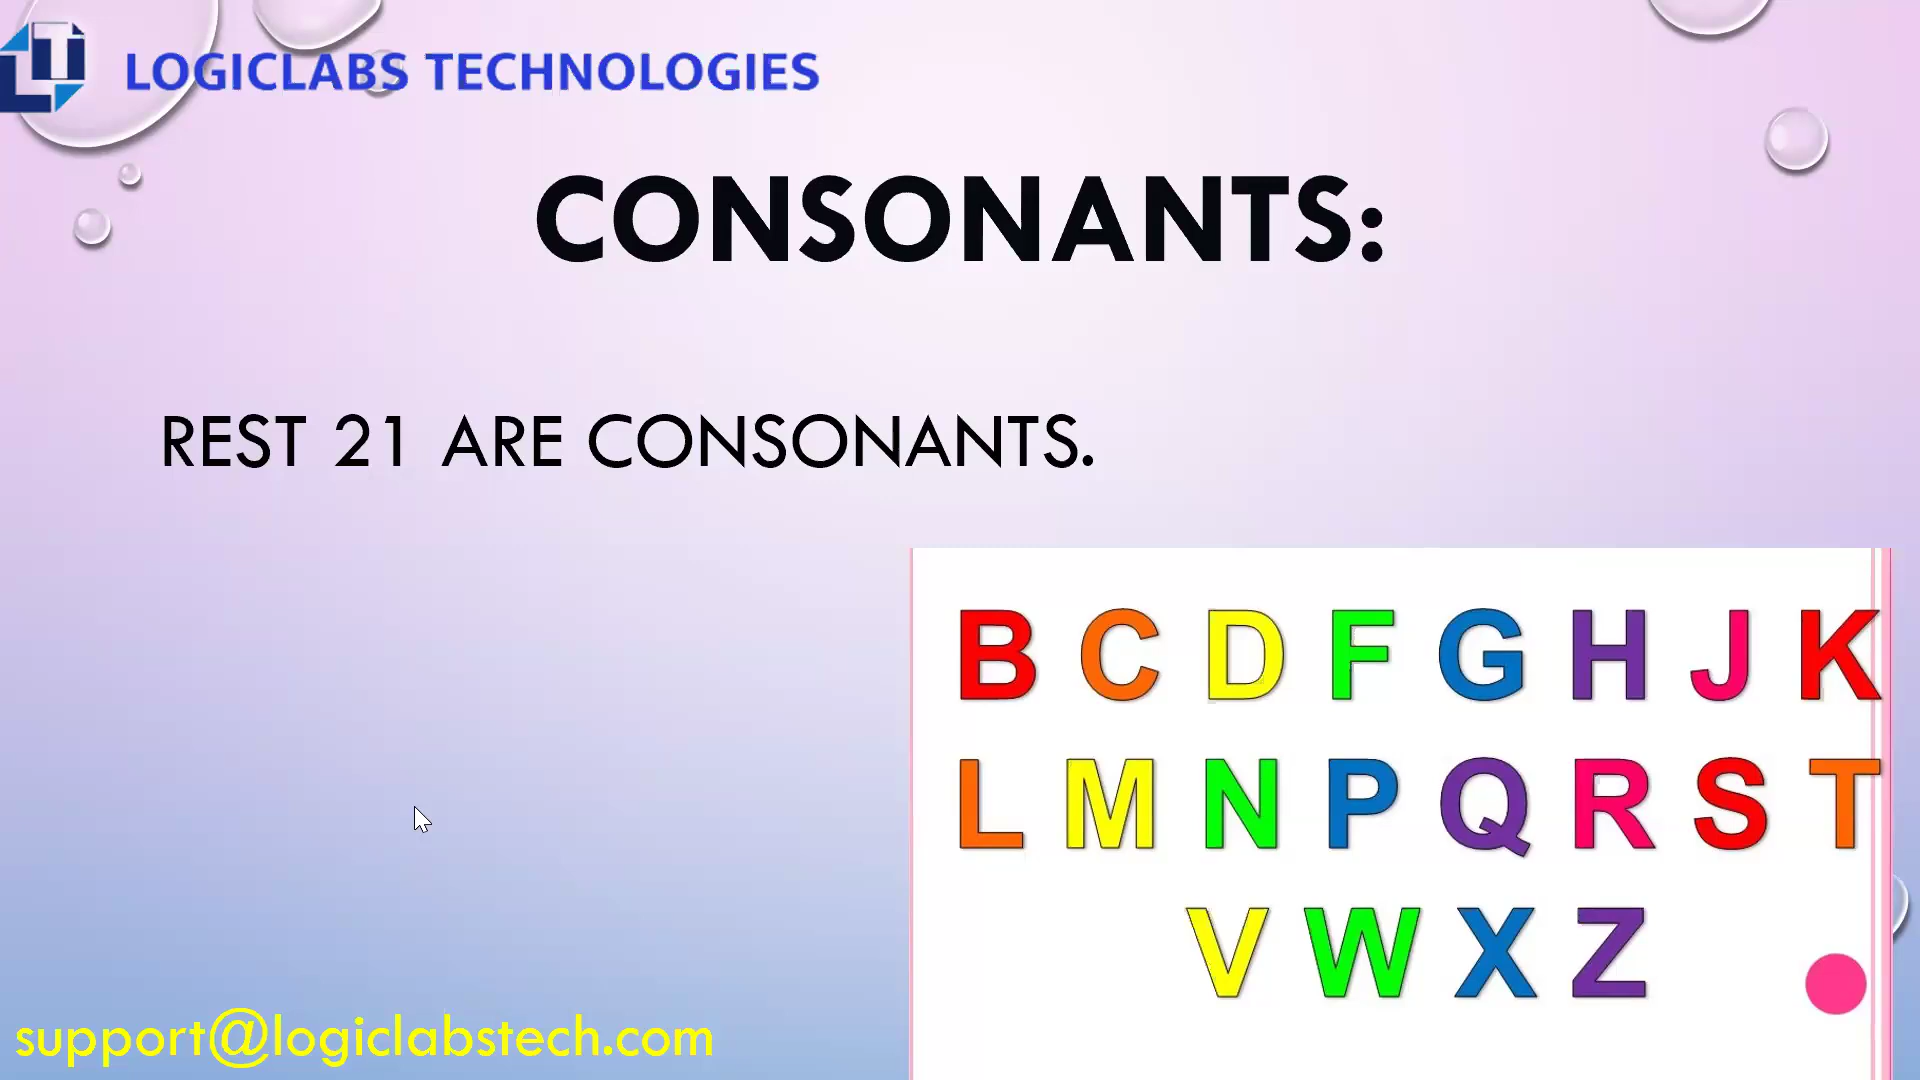 LOGICLABS TECHNOLOGIES
CONSONANTS:
REST 21 ARE CONSONANTS.
B C D F G H J K
L M N P Q R S T
V W X Z
support@logiclabstech.com